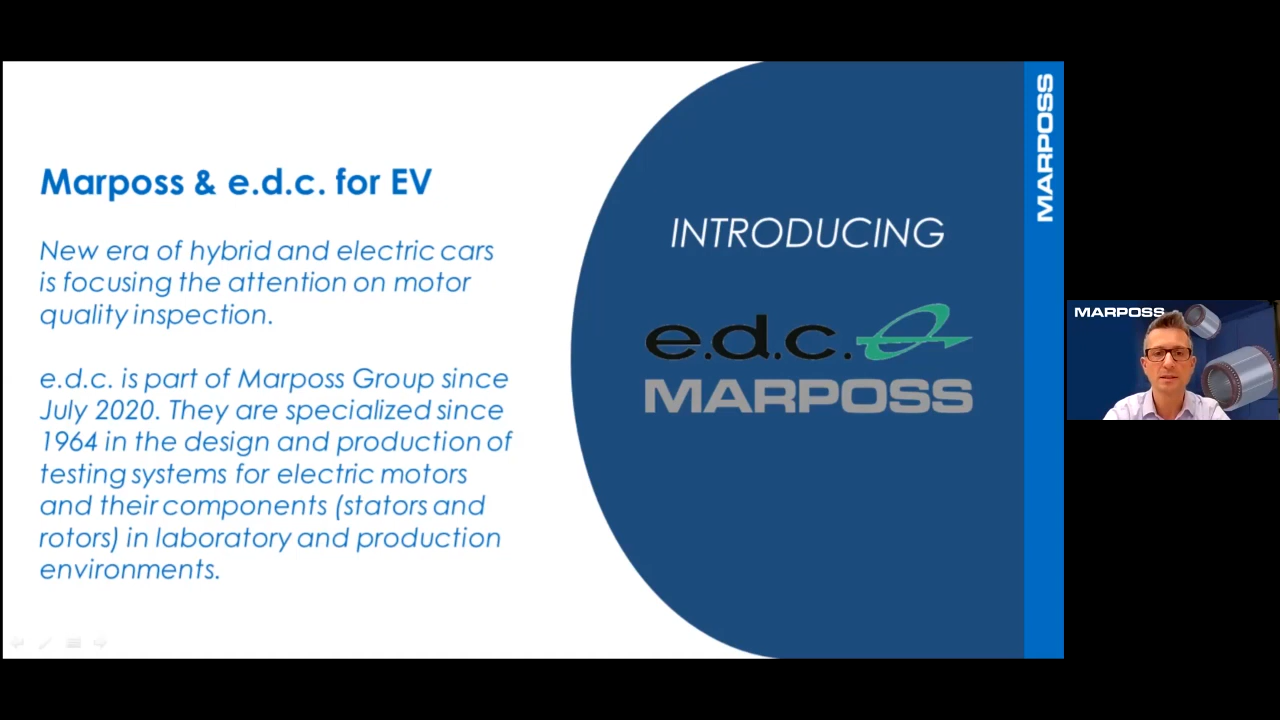 Marposs & e.d.c. for EV
New era of hybrid and electric cars
is focusing the attention on motor
quality inspection.
e.d.c. is part of Marposs Group since
July 2020. They are specialized since
1964 in the design and production of
testing systems for electric motors
and their components (stators and
rotors) in laboratory and production
environments.
INTRODUCING
e.d.c.
MARPOSS
MARPOSS
MARPOSS